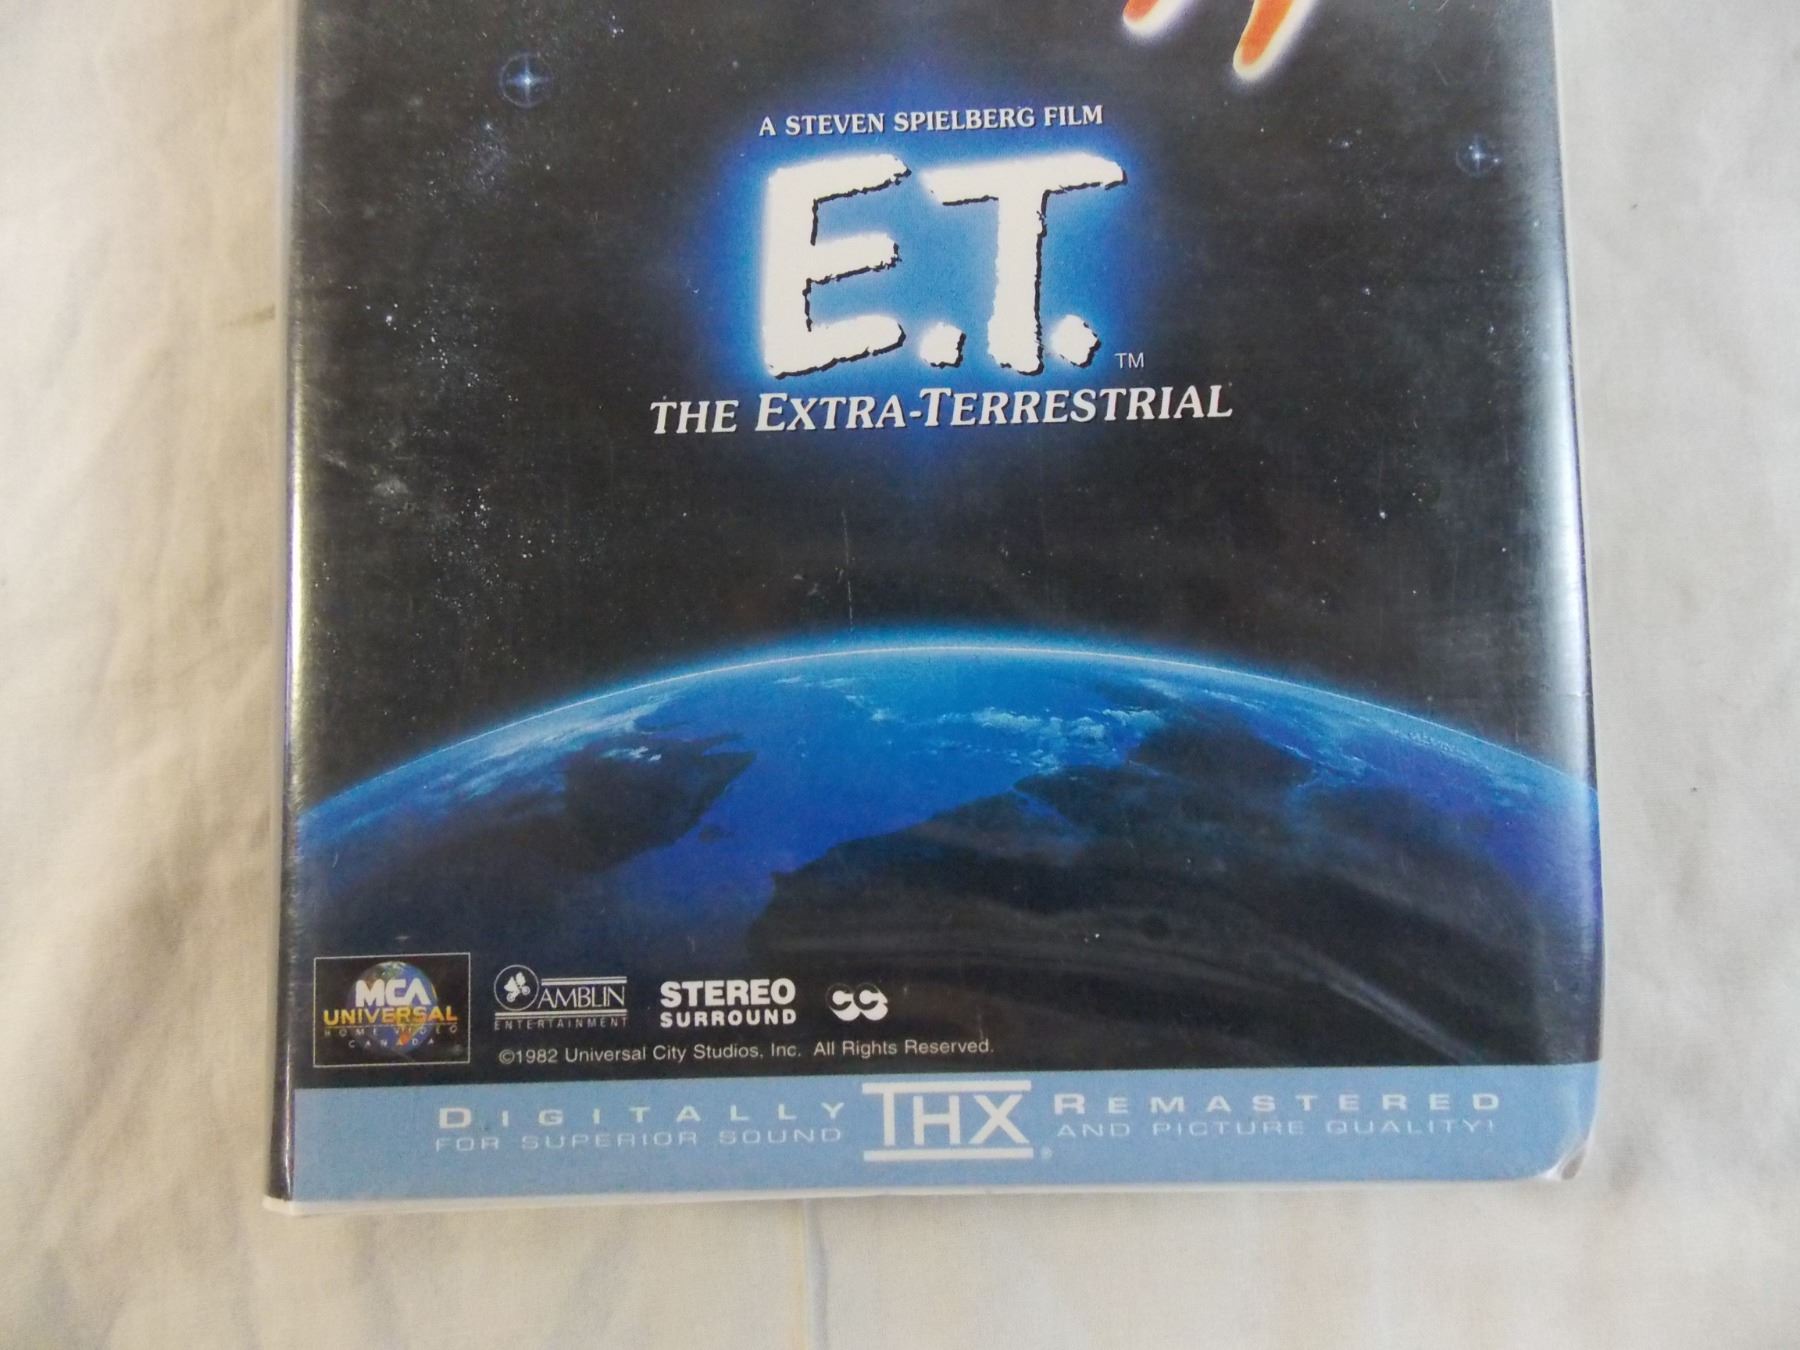 A STEVEN SPIELBERG FILM
E.T.
TM
THE EXTRA-TERRESTRIAL
MCA
UNIVERSAL
HOME VIDEO
CANADA
AMBLIN
ENTERTAINMENT
STEREO
SURROUND
CC
©1982 Universal City Studios, Inc. All Rights Reserved.
DIGITALLY THX REMASTERED
FOR SUPERIOR SOUND AND PICTURE QUALITY!